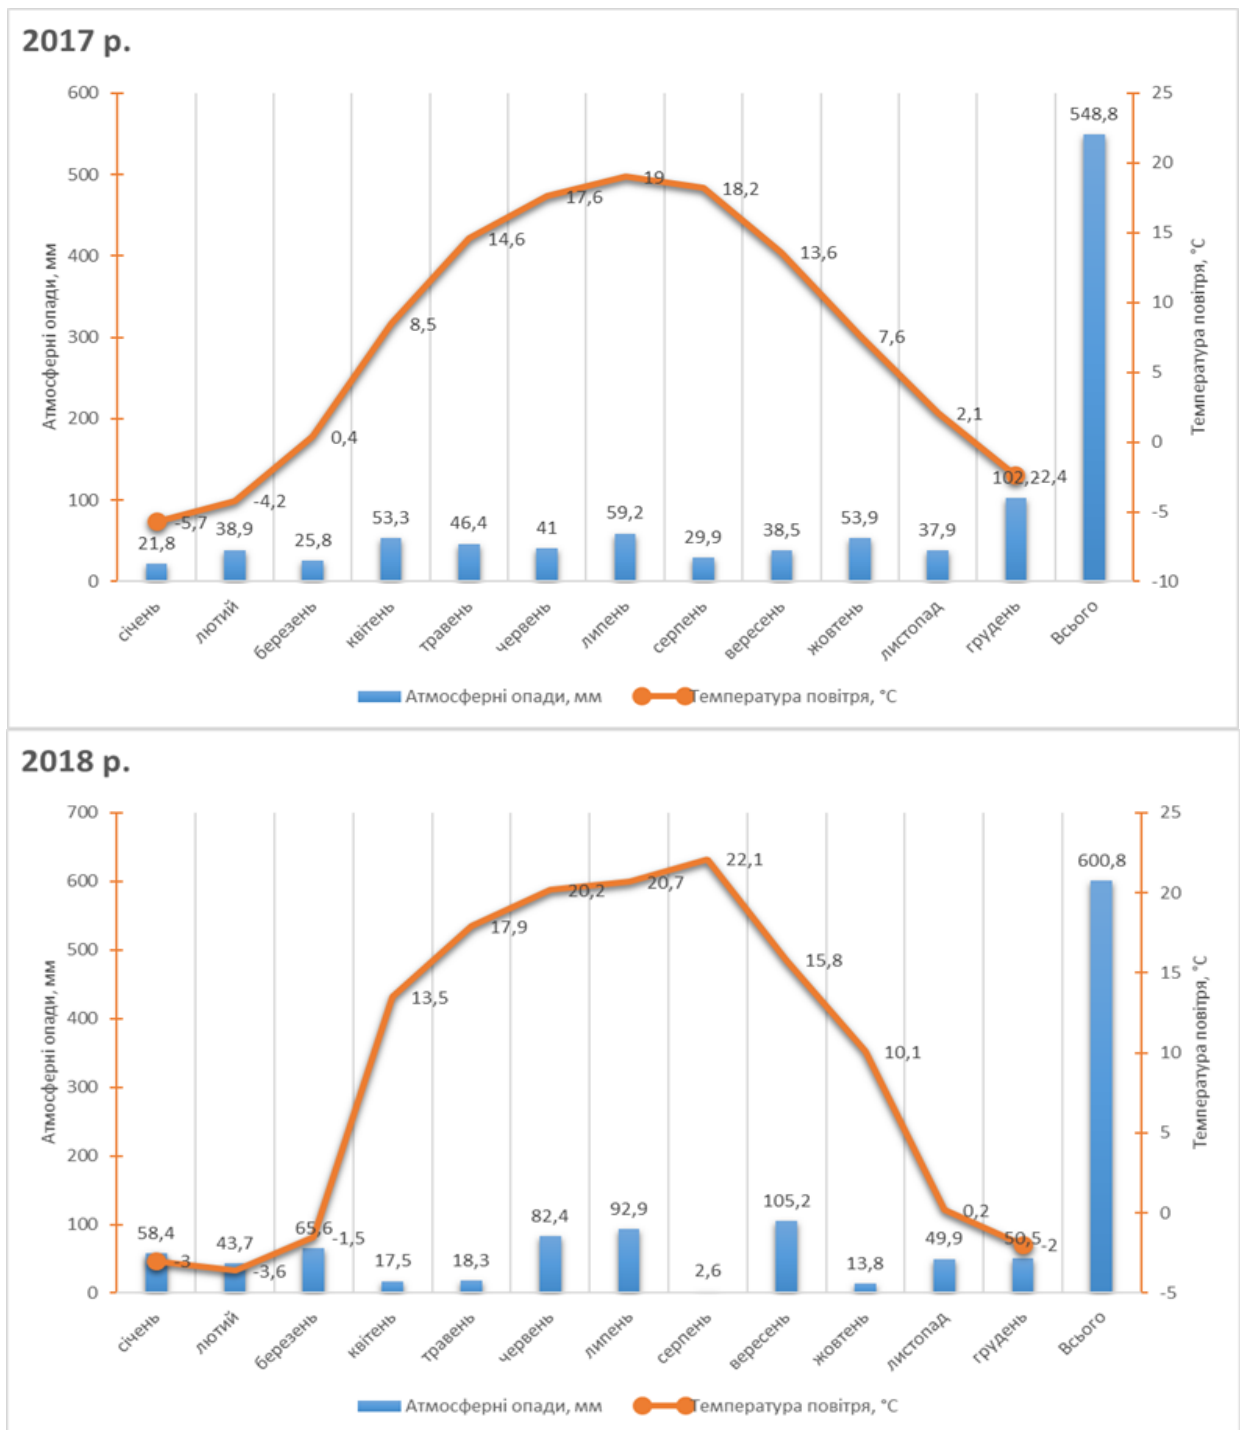 2017 р.
600
500
400
300
200
100
0
Атмосферні опади, мм
25
20
15
10
5
0
-5
-10
Температура повітря, °С
-5,7
-4,2
0,4
8,5
14,6
17,6
19
18,2
13,6
7,6
2,1
-2,4
21,8
38,9
25,8
53,3
46,4
41
59,2
29,9
38,5
53,9
37,9
102,2
548,8
січень
лютий
березень
квітень
травень
червень
липень
серпень
вересень
жовтень
листопад
грудень
Всього
Атмосферні опади, мм
Температура повітря, °С
2018 р.
700
600
500
400
300
200
100
0
Атмосферні опади, мм
25
20
15
10
5
0
-5
Температура повітря, °С
-3
-3,6
-1,5
13,5
17,9
20,2
20,7
22,1
15,8
10,1
0,2
-2
58,4
43,7
65,6
17,5
18,3
82,4
92,9
2,6
105,2
13,8
49,9
50,5
600,8
січень
лютий
березень
квітень
травень
червень
липень
серпень
вересень
жовтень
листопад
грудень
Всього
Атмосферні опади, мм
Температура повітря, °С